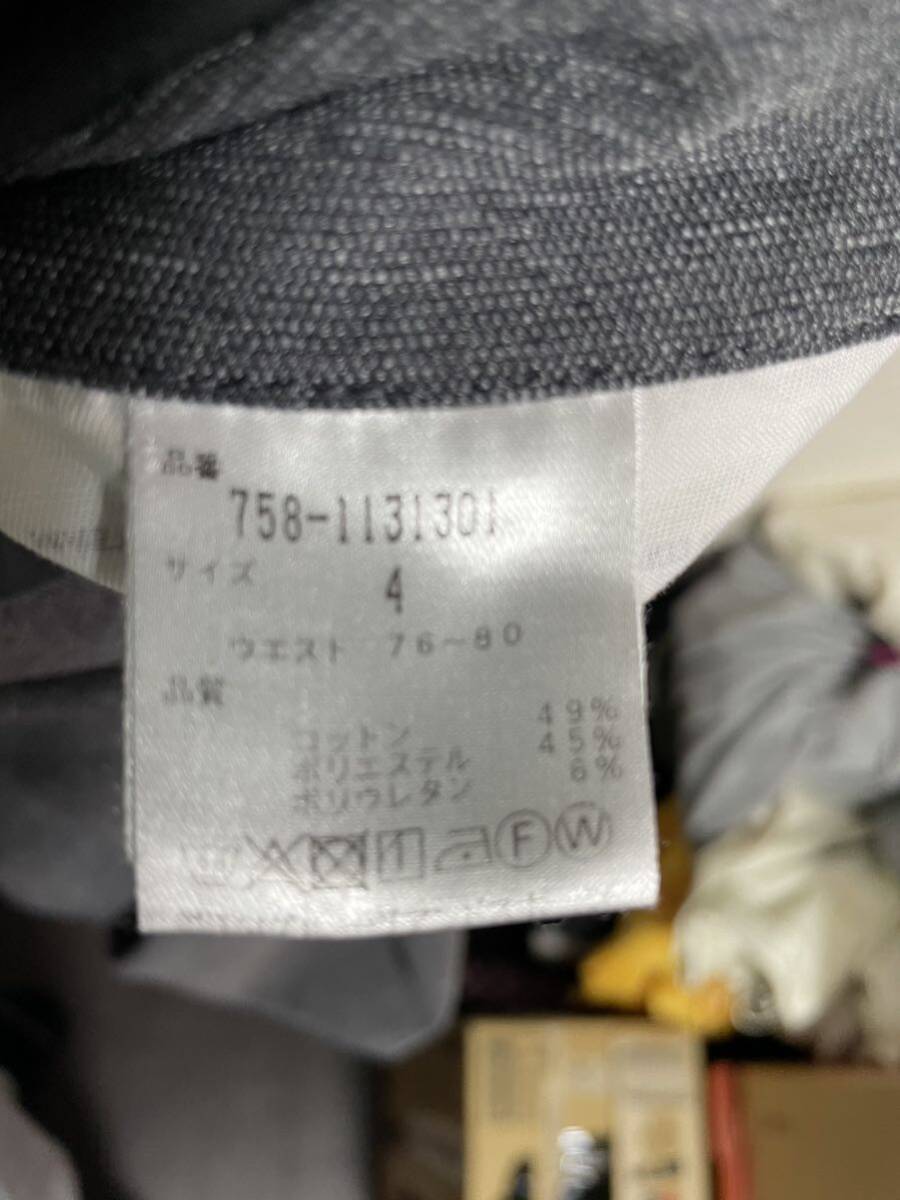 品番
758-1131301
サイズ 4
ウエスト 76~80
品質
コットン 49%
ポリエステル 45%
ポリウレタン 6%
F W